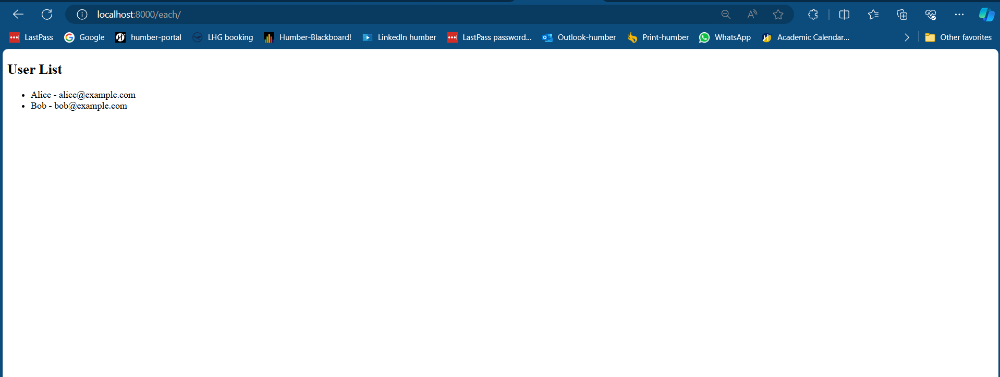 localhost:8000/each/
LastPass Google humber-portal LHG booking Humber-Blackboard! LinkedIn humber LastPass password... Outlook-humber Print-humber WhatsApp Academic Calendar... Other favorites
User List
• Alice - alice@example.com
• Bob - bob@example.com